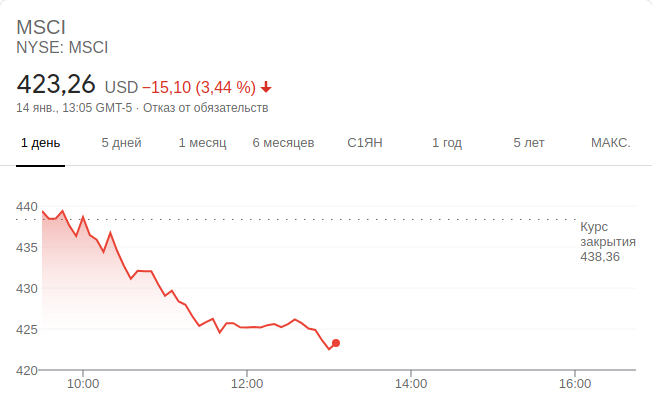 MSCI
NYSE: MSCI
423,26 USD −15,10 (3,44 %) ↓
14 янв., 13:05 GMT-5 · Отказ от обязательств
1 день 5 дней 1 месяц 6 месяцев С1ЯН 1 год 5 лет МАКС.
440
Курс
закрытия
438,36
435
430
425
420
10:00 12:00 14:00 16:00